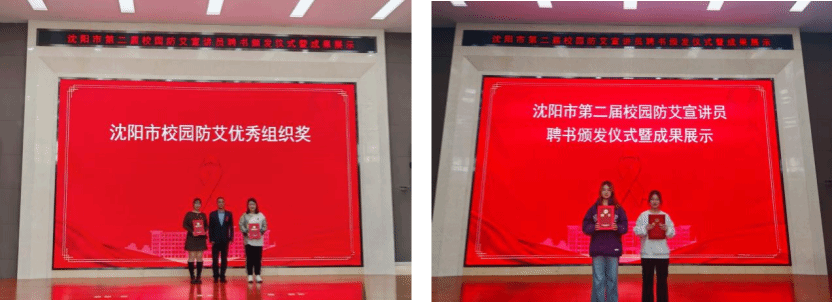 沈阳市第二届校园防艾宣讲员聘书颁发仪式暨成果展示
沈阳市校园防艾优秀组织奖
沈阳市第二届校园防艾宣讲员聘书颁发仪式暨成果展示
沈阳市第二届校园防艾宣讲员
聘书颁发仪式暨成果展示